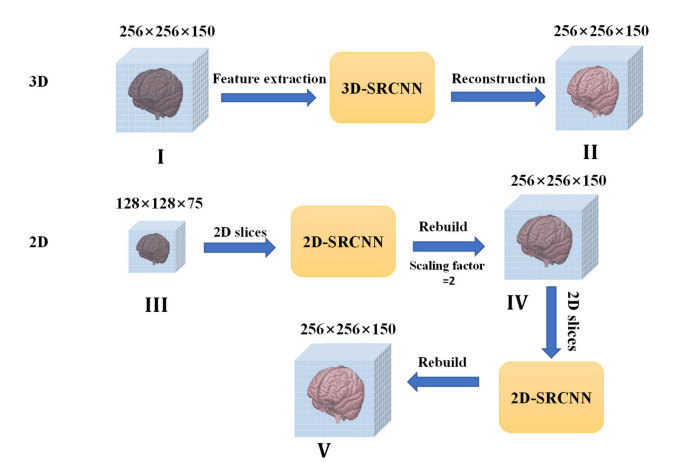 256×256×150
256×256×150
3D
Feature extraction
3D-SRCNN
Reconstruction
I
II
256×256×150
128×128×75
2D
2D slices
2D-SRCNN
Rebuild
Scaling factor
=2
III
IV
2D slices
256×256×150
Rebuild
2D-SRCNN
V